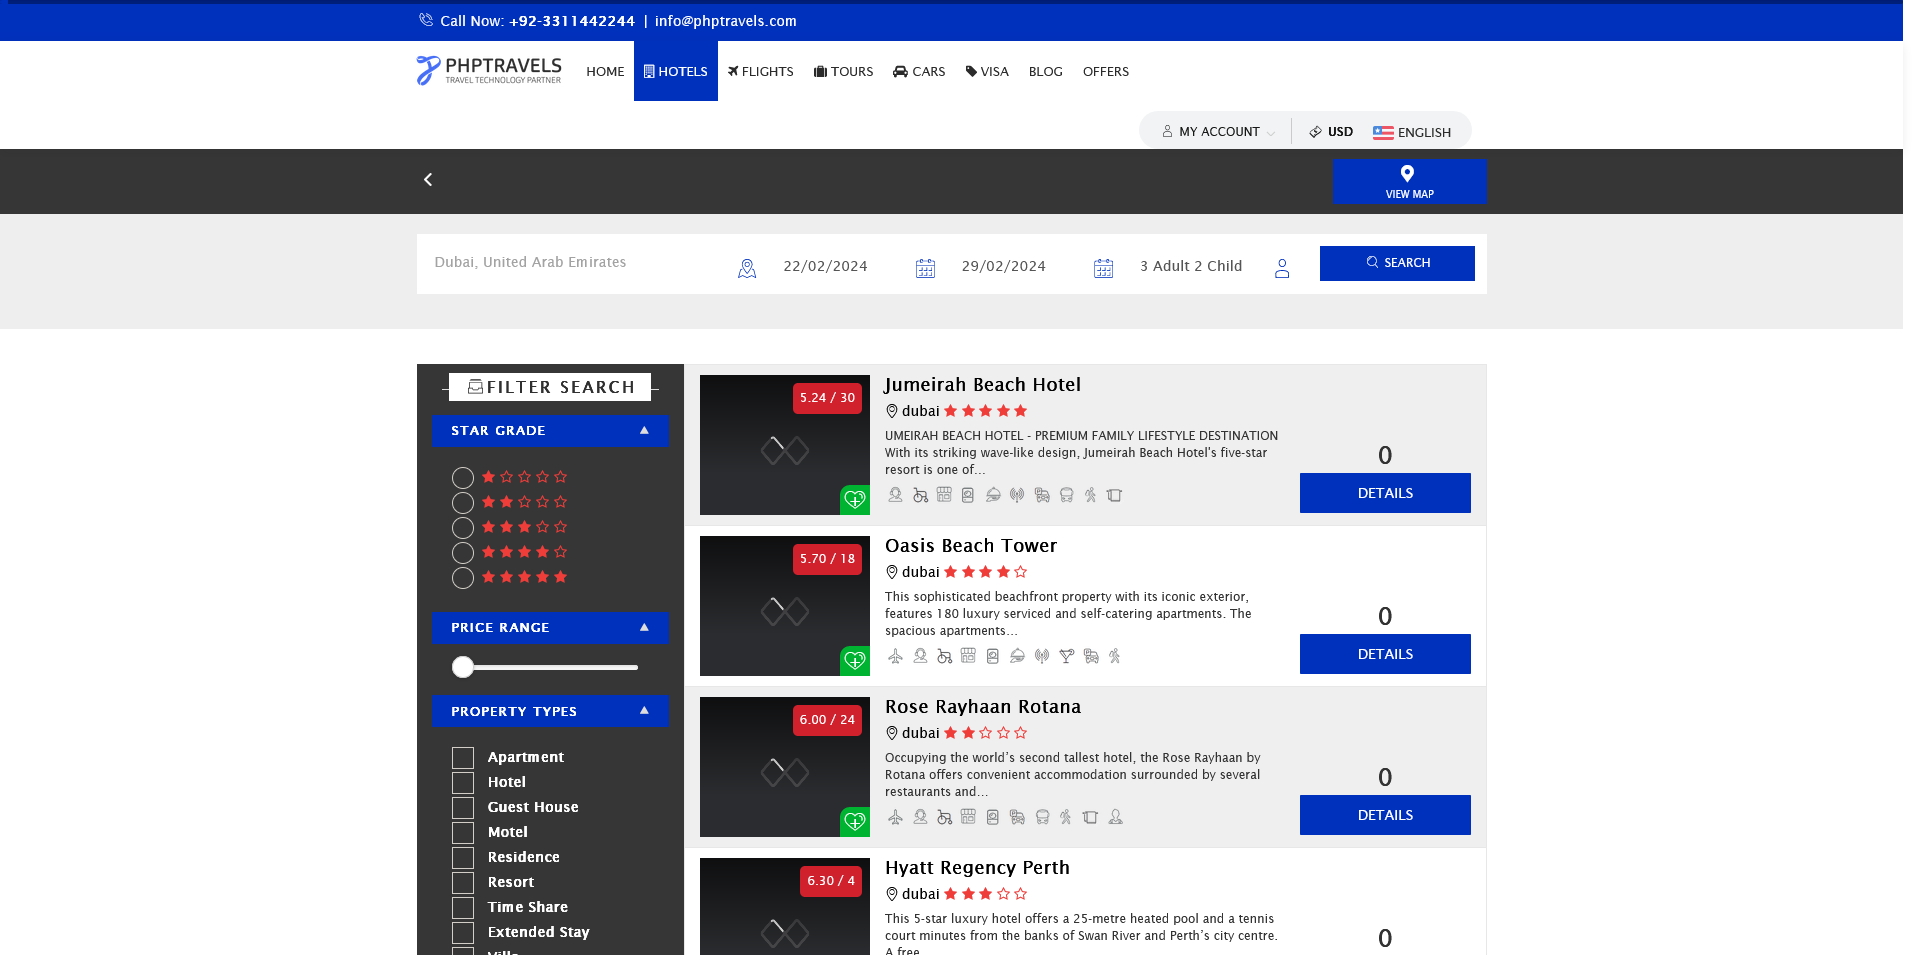 Call Now: +92-3311442244 | info@phptravels.com
PHPTRAVELS
TRAVEL TECHNOLOGY PARTNER
HOME HOTELS FLIGHTS TOURS CARS VISA BLOG OFFERS
MY ACCOUNT USD ENGLISH
VIEW MAP
Dubai, United Arab Emirates 22/02/2024 29/02/2024 3 Adult 2 Child SEARCH
FILTER SEARCH
STAR GRADE
PRICE RANGE
PROPERTY TYPES
Apartment
Hotel
Guest House
Motel
Residence
Resort
Time Share
Extended Stay
Villa
5.24 / 30
Jumeirah Beach Hotel
dubai
UMEIRAH BEACH HOTEL - PREMIUM FAMILY LIFESTYLE DESTINATION
With its striking wave-like design, Jumeirah Beach Hotel's five-star
resort is one of...
0
DETAILS
5.70 / 18
Oasis Beach Tower
dubai
This sophisticated beachfront property with its iconic exterior,
features 180 luxury serviced and self-catering apartments. The
spacious apartments...
0
DETAILS
6.00 / 24
Rose Rayhaan Rotana
dubai
Occupying the world's second tallest hotel, the Rose Rayhaan by
Rotana offers convenient accommodation surrounded by several
restaurants and...
0
DETAILS
6.30 / 4
Hyatt Regency Perth
dubai
This 5-star luxury hotel offers a 25-metre heated pool and a tennis
court minutes from the banks of Swan River and Perth's city centre.
A free
0